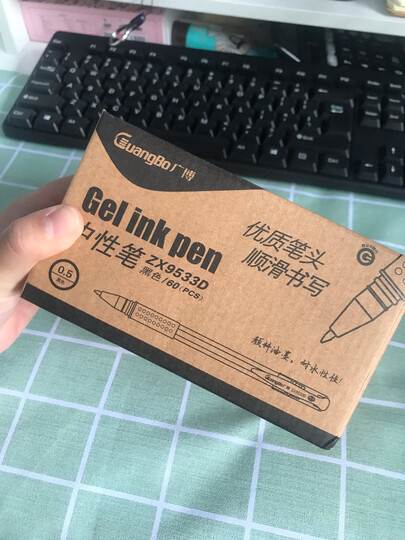 GuangBo广博
Gel ink pen
中性笔 ZX9533D
黑色/60(PCS)
0.5
优质笔头
顺滑书写
G
GuangBo